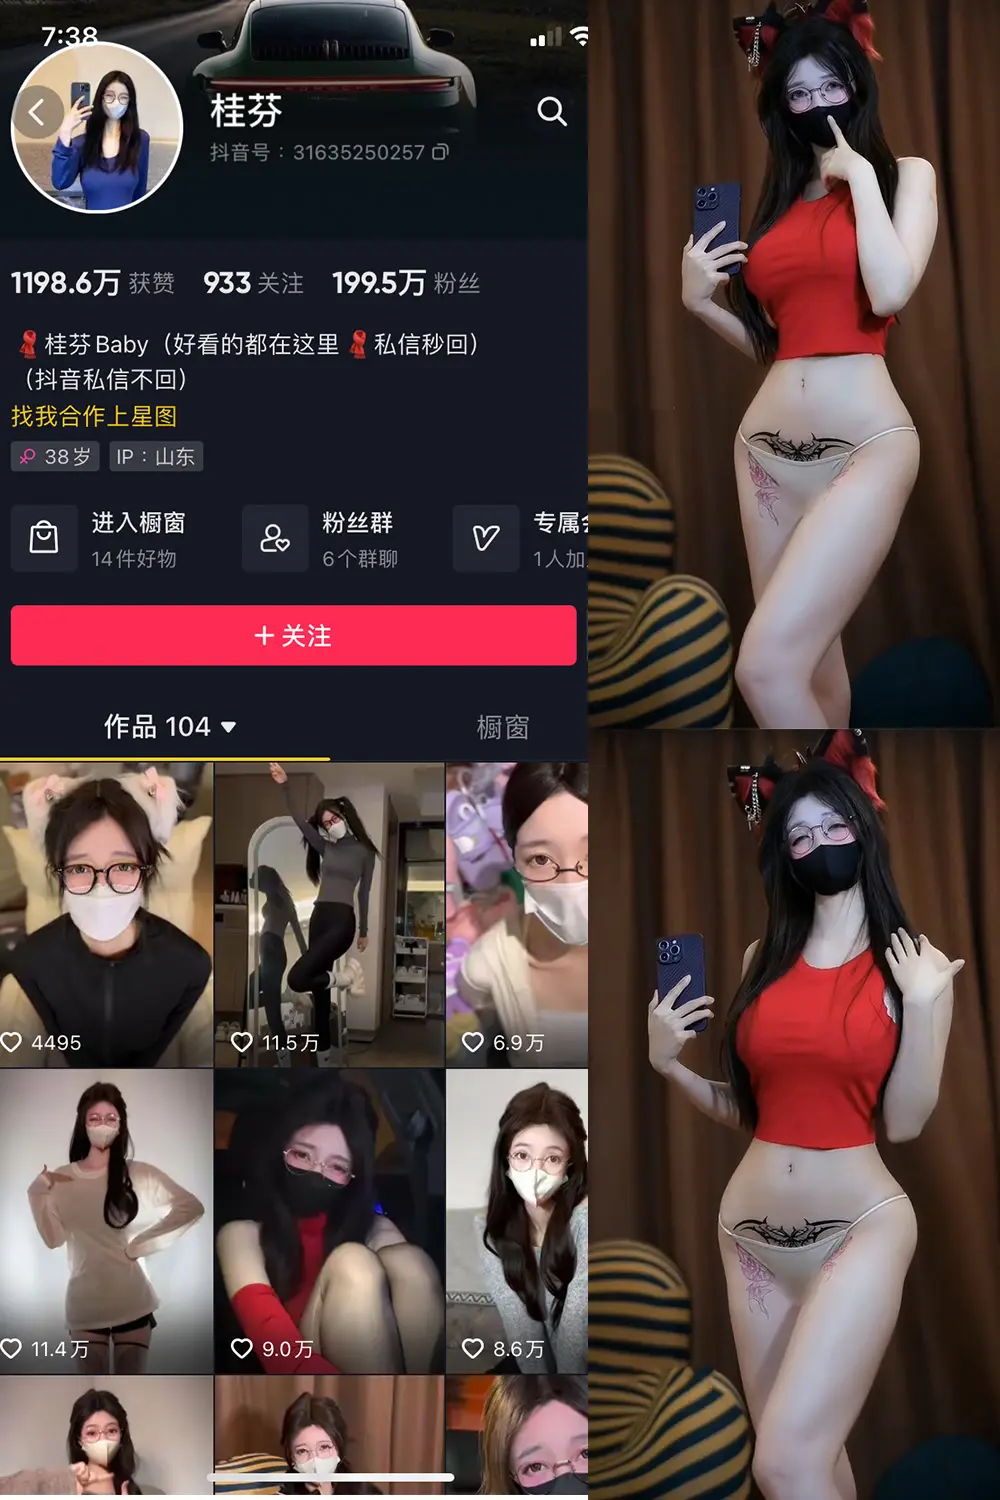 7:38
桂芬
抖音号：31635250257
1198.6万 获赞 933 关注 199.5万 粉丝
桂芬Baby（好看的都在这里 私信秒回）
（抖音私信不回）
找我合作上星图
38岁 IP：山东
进入橱窗 粉丝群 专属
14件好物 6个群聊 1人加
+ 关注
作品 104 橱窗
4495 11.5万 6.9万
11.4万 9.0万 8.6万